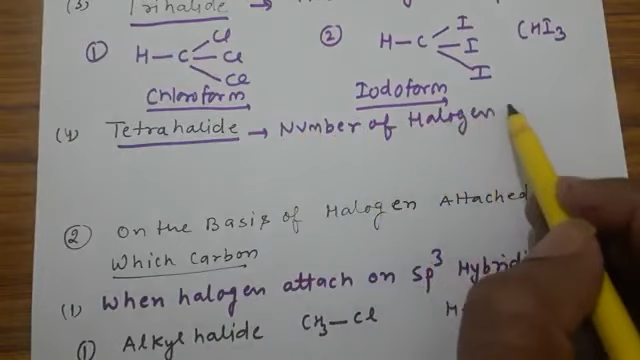 (3) Trihalide →
① H–C–Cl Cl Cl ② H–C–I I I CHI3
Chloroform Iodoform
(4) Tetrahalide → Number of Halogen
② On the Basis of Halogen Attached
Which Carbon
(1) When halogen attach on Sp3
① Alkyl halide CH3–Cl H